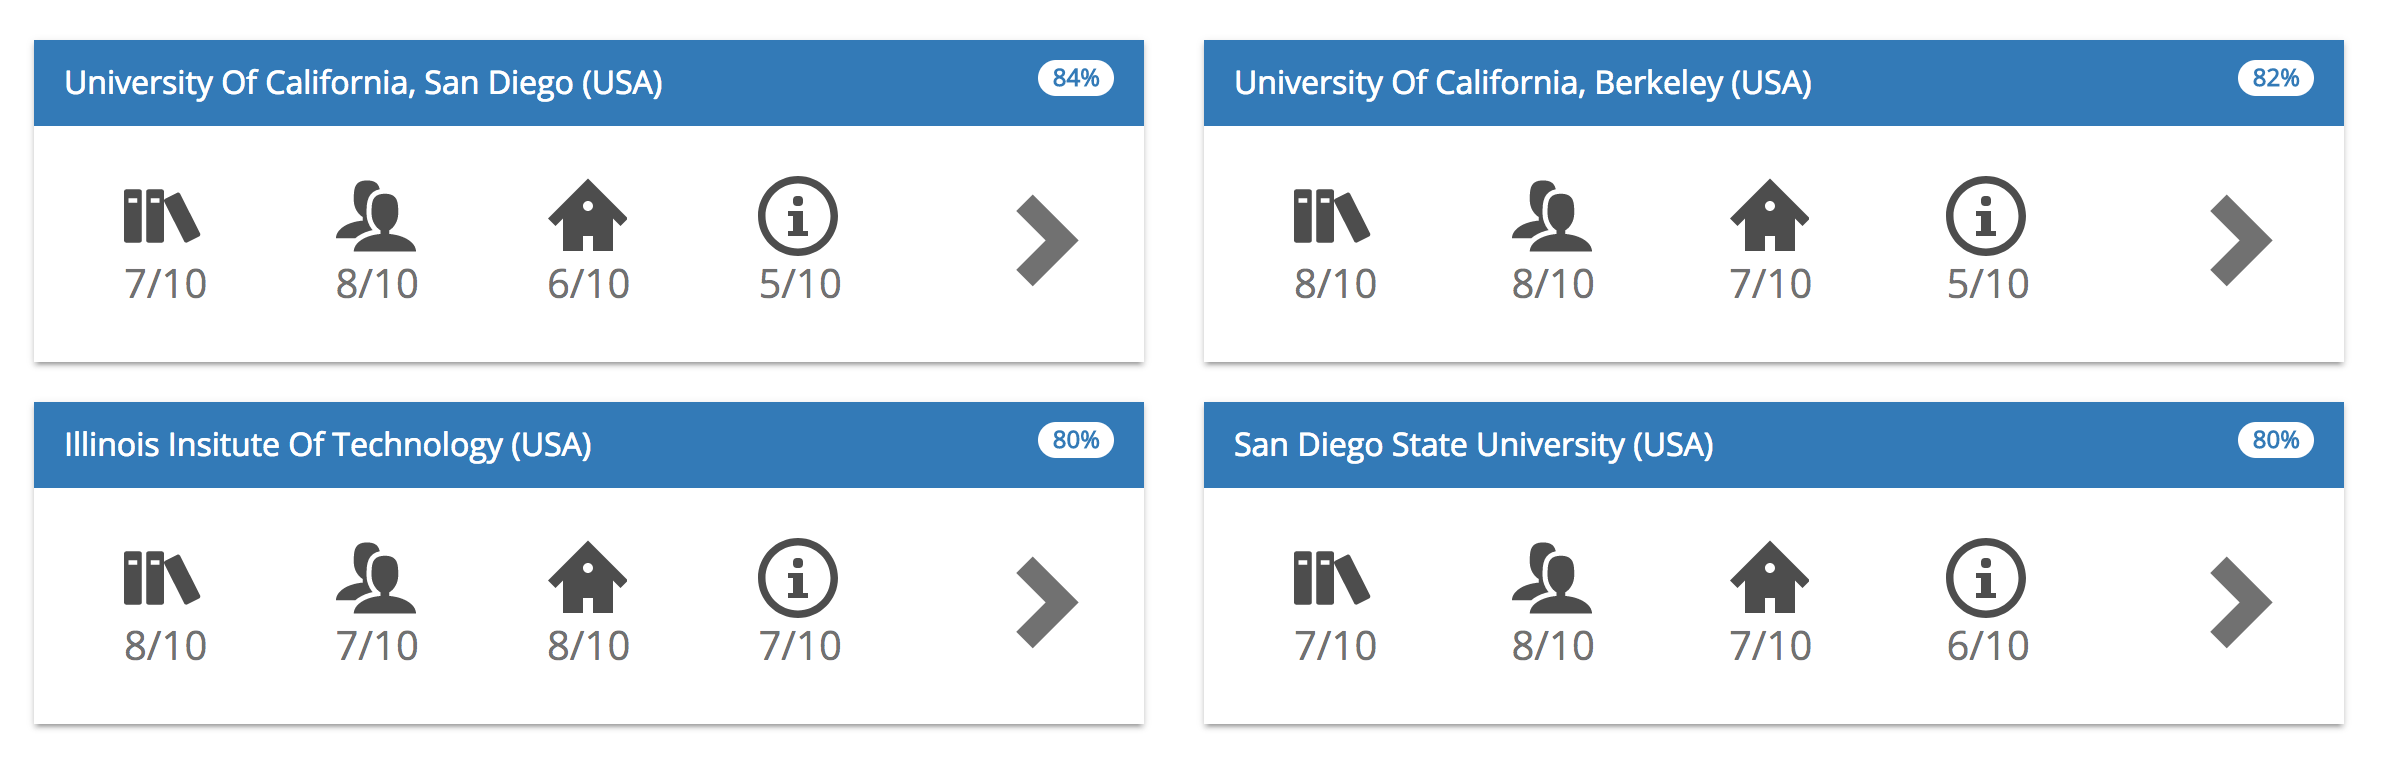 University Of California, San Diego (USA) 84%
7/10 8/10 6/10 5/10
University Of California, Berkeley (USA) 82%
8/10 8/10 7/10 5/10
Illinois Insitute Of Technology (USA) 80%
8/10 7/10 8/10 7/10
San Diego State University (USA) 80%
7/10 8/10 7/10 6/10